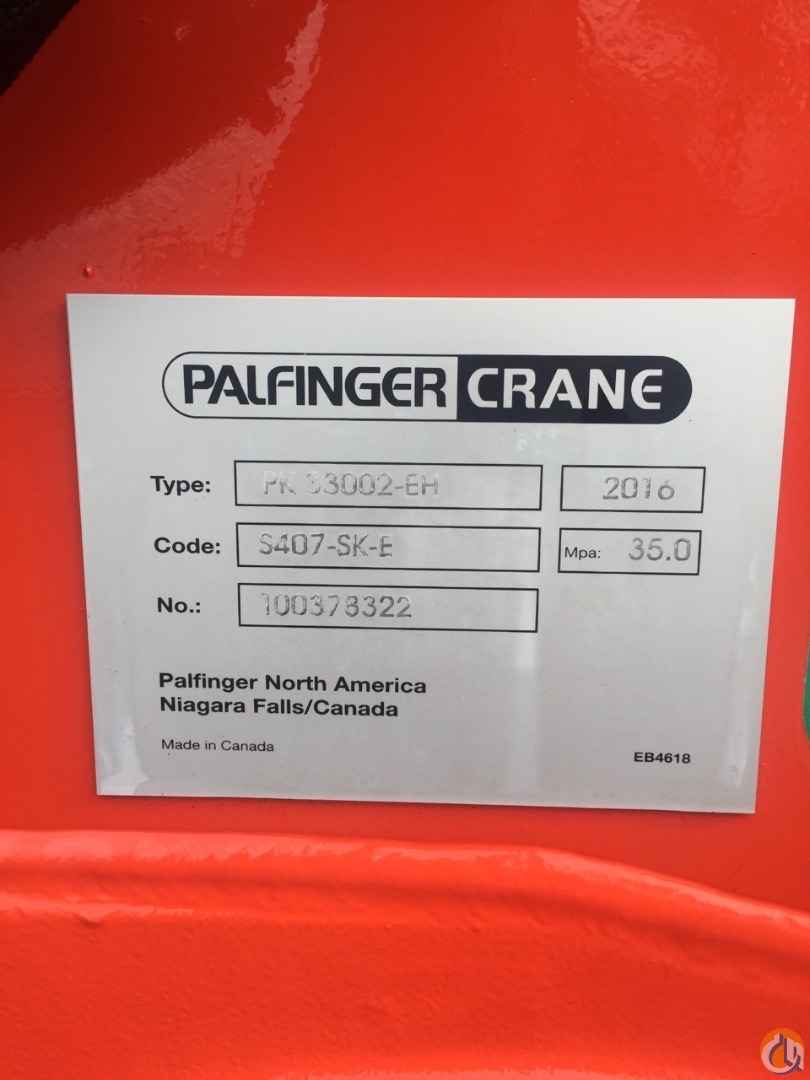 PALFINGER CRANE
Type: PK 33002-EH 2016
Code: S407-SK-E Mpa: 35.0
No.: 100378322
Palfinger North America
Niagara Falls/Canada
Made in Canada
EB4618